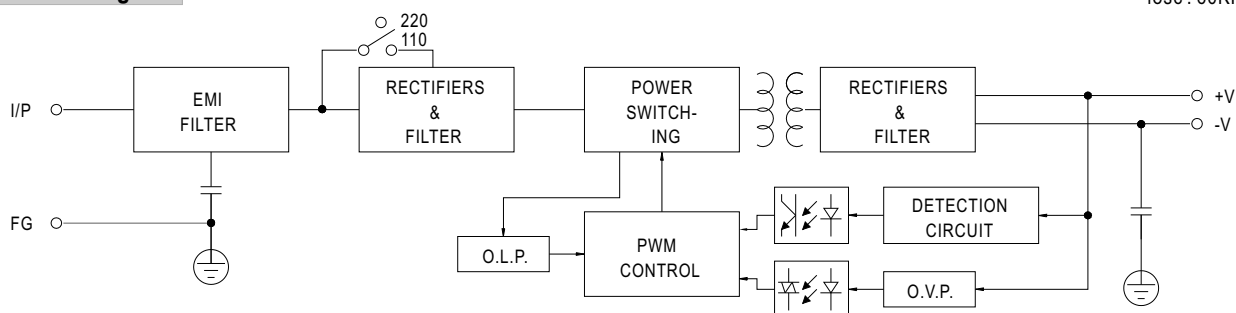 220
110
I/P
EMI
FILTER
RECTIFIERS
&
FILTER
POWER
SWITCH-
ING
RECTIFIERS
&
FILTER
+V
-V
FG
O.L.P.
PWM
CONTROL
DETECTION
CIRCUIT
O.V.P.